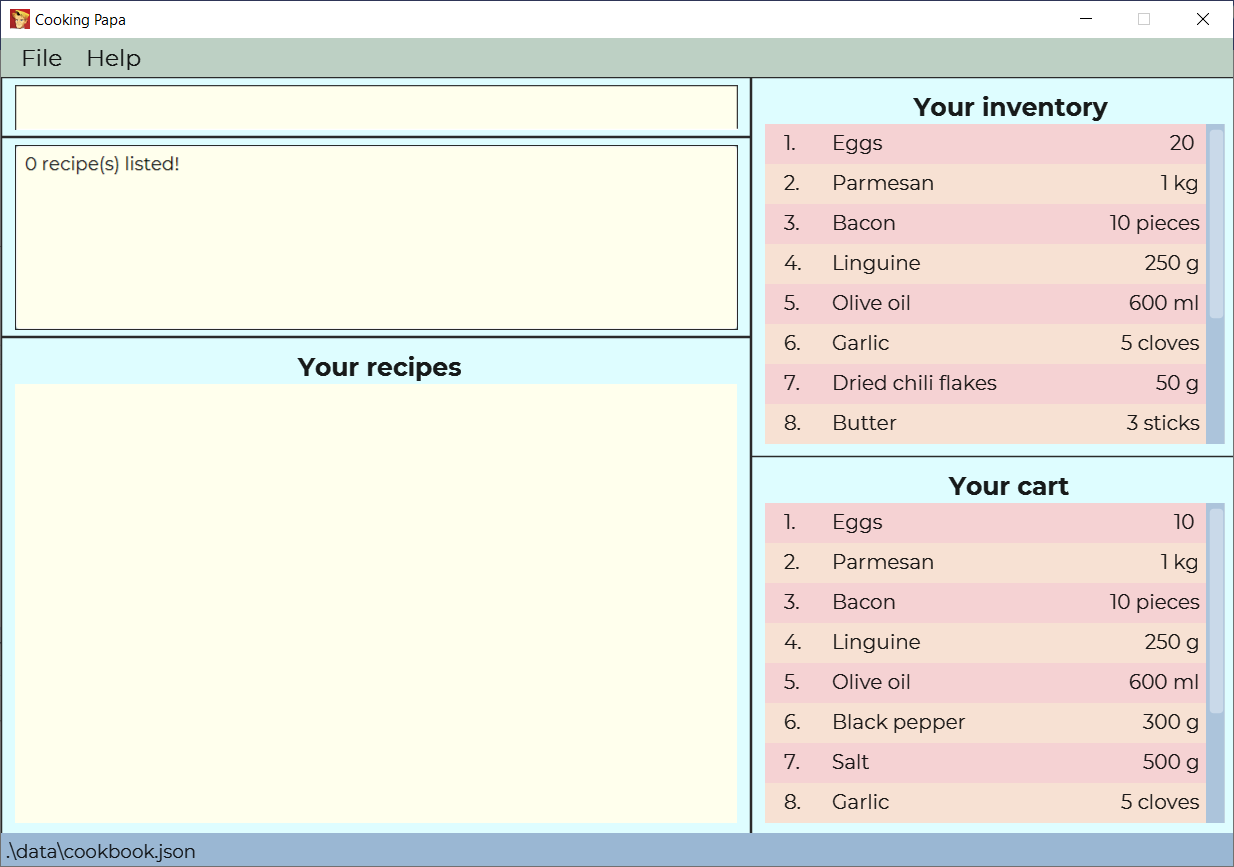 Cooking Papa
File Help
0 recipe(s) listed!
Your recipes
Your inventory
1. Eggs 20
2. Parmesan 1 kg
3. Bacon 10 pieces
4. Linguine 250 g
5. Olive oil 600 ml
6. Garlic 5 cloves
7. Dried chili flakes 50 g
8. Butter 3 sticks
Your cart
1. Eggs 10
2. Parmesan 1 kg
3. Bacon 10 pieces
4. Linguine 250 g
5. Olive oil 600 ml
6. Black pepper 300 g
7. Salt 500 g
8. Garlic 5 cloves
.\data\cookbook.json